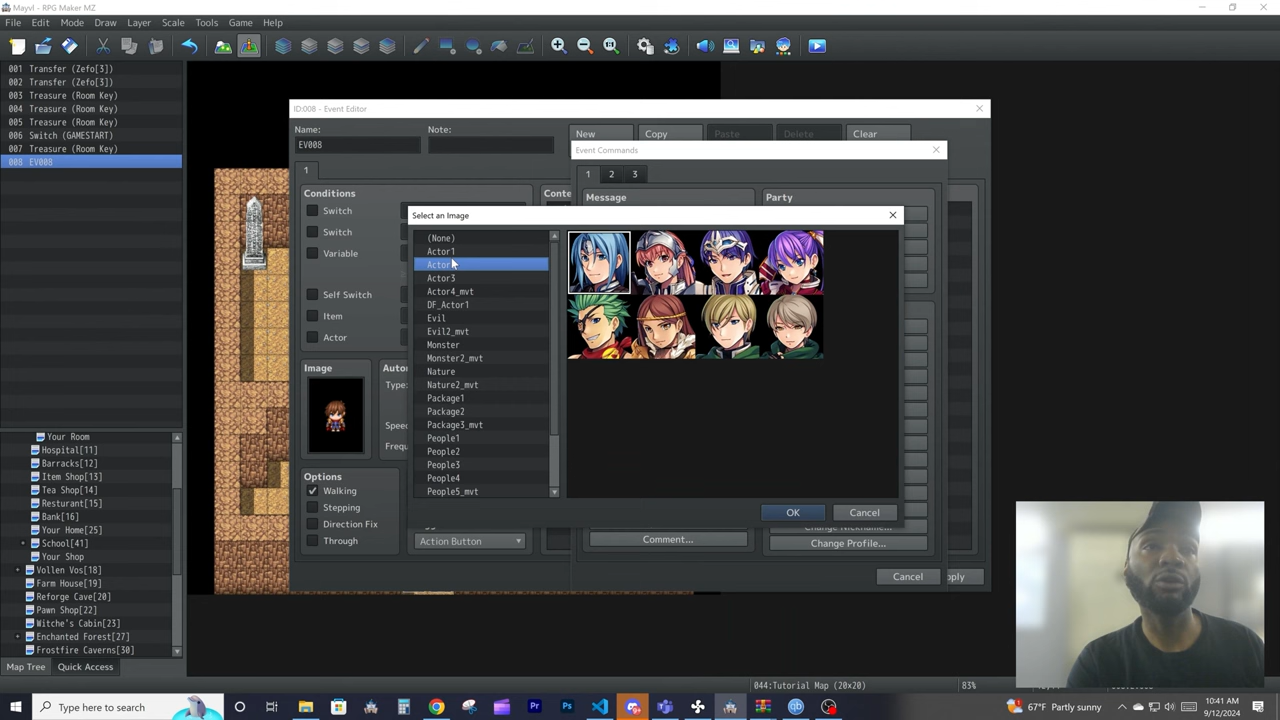 Mayvl - RPG Maker MZ
File Edit Mode Draw Layer Scale Tools Game Help
001 Transfer (Zefo[3])
002 Transfer (Zefo[3])
003 Treasure (Room Key)
004 Treasure (Room Key)
005 Treasure (Room Key)
006 Switch (GAMESTART)
007 Treasure (Room Key)
008 EV008
ID:008 - Event Editor
Name:
Note:
EV008
New
Copy
Paste
Delete
Clear
1
Event Commands
1 2 3
Conditions
Switch
Switch
Variable
Self Switch
Item
Actor
Message
Party
Select an Image
(None)
Actor1
Actor
Actor3
Actor4_mvt
DF_Actor1
Evil
Evil2_mvt
Monster
Monster2_mvt
Nature
Nature2_mvt
Package1
Package2
Package3_mvt
People1
People2
People3
People4
People5_mvt
OK
Cancel
Image
Type:
Options
Walking
Stepping
Direction Fix
Through
Action Button
Comment...
Change Nickname...
Change Profile...
Cancel
Your Room
Hospital[11]
Barracks[12]
Item Shop[13]
Tea Shop[14]
Resturant[15]
Bank[16]
Your Home[25]
School[41]
Your Shop
Vollen Vos[18]
Farm House[19]
Reforge Cave[20]
Pawn Shop[22]
Witche's Cabin[23]
Enchanted Forest[27]
Frostfire Caverns[30]
Map Tree
Quick Access
044:Tutorial Map (20x20)
83%
Type here to search
67°F Partly sunny
10:41 AM
9/12/2024